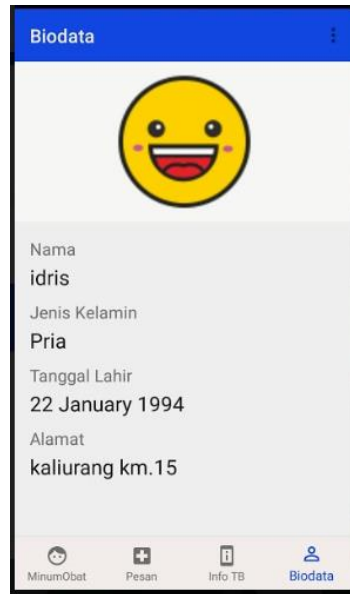 Biodata
Nama
idris
Jenis Kelamin
Pria
Tanggal Lahir
22 January 1994
Alamat
kaliurang km.15
MinumObat
Pesan
Info TB
Biodata